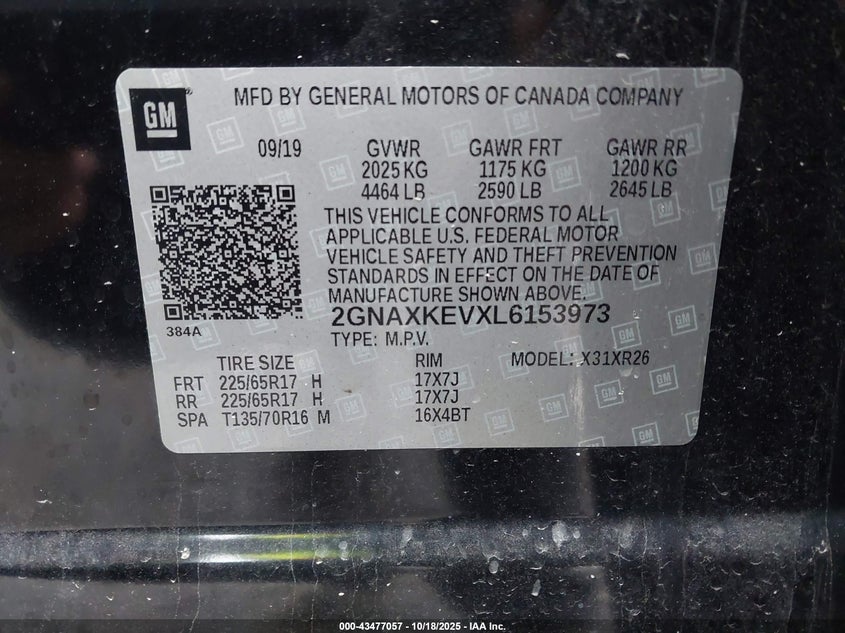 GM
MFD BY GENERAL MOTORS OF CANADA COMPANY
09/19 GVWR GAWR FRT GAWR RR
2025 KG 1175 KG 1200 KG
4464 LB 2590 LB 2645 LB
THIS VEHICLE CONFORMS TO ALL
APPLICABLE U.S. FEDERAL MOTOR
VEHICLE SAFETY AND THEFT PREVENTION
STANDARDS IN EFFECT ON THE DATE OF
MANUFACTURE SHOWN ABOVE.
384A
2GNAXKEVXL6153973
TYPE: M.P.V.
TIRE SIZE RIM MODEL: X31XR26
FRT 225/65R17 H 17X7J
RR 225/65R17 H 17X7J
SPA T135/70R16 M 16X4BT
000-43477057 - 10/18/2025 - IAA Inc.